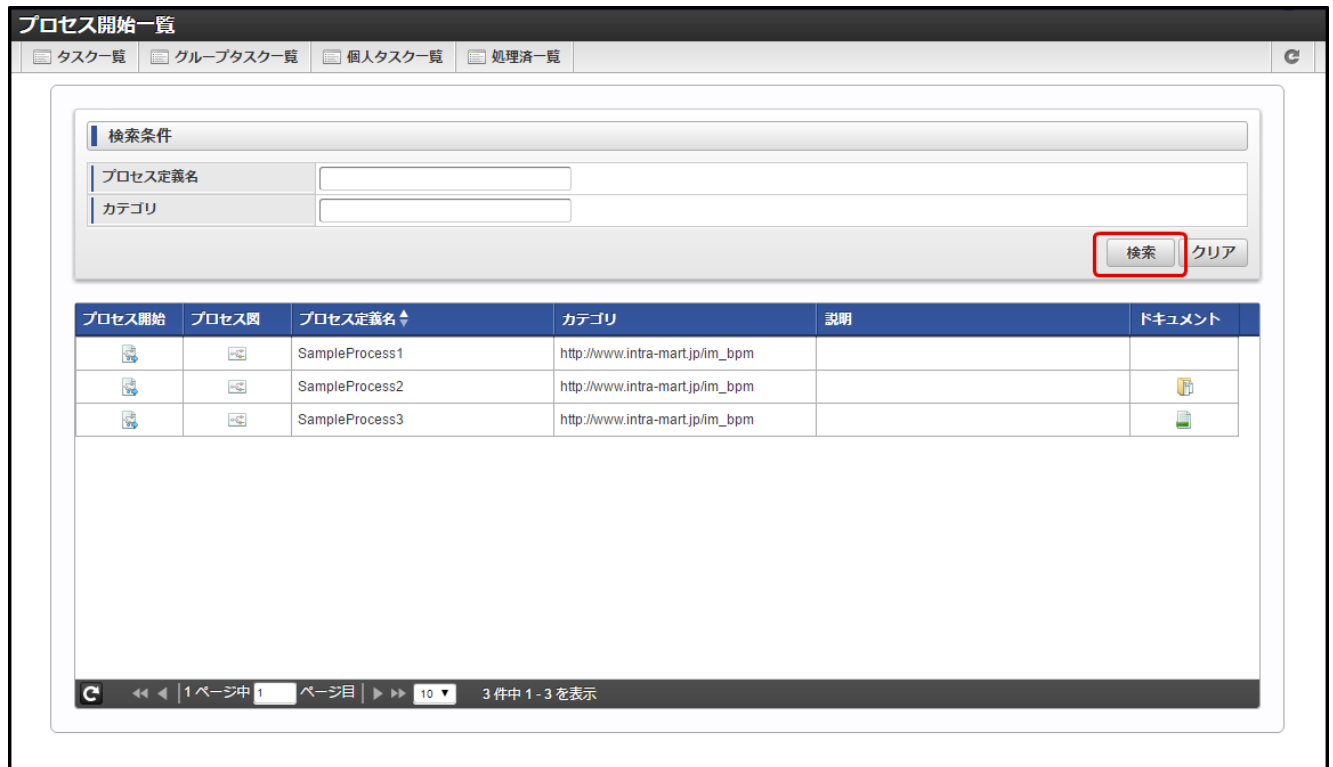 プロセス開始一覧
タスク一覧 グループタスク一覧 個人タスク一覧 処理済一覧
検索条件
プロセス定義名
カテゴリ
検索 クリア
プロセス開始 プロセス図 プロセス定義名 カテゴリ 説明 ドキュメント
SampleProcess1 http://www.intra-mart.jp/im_bpm
SampleProcess2 http://www.intra-mart.jp/im_bpm
SampleProcess3 http://www.intra-mart.jp/im_bpm
1 ページ中 1 ページ目 10 3 件中 1 - 3 を表示